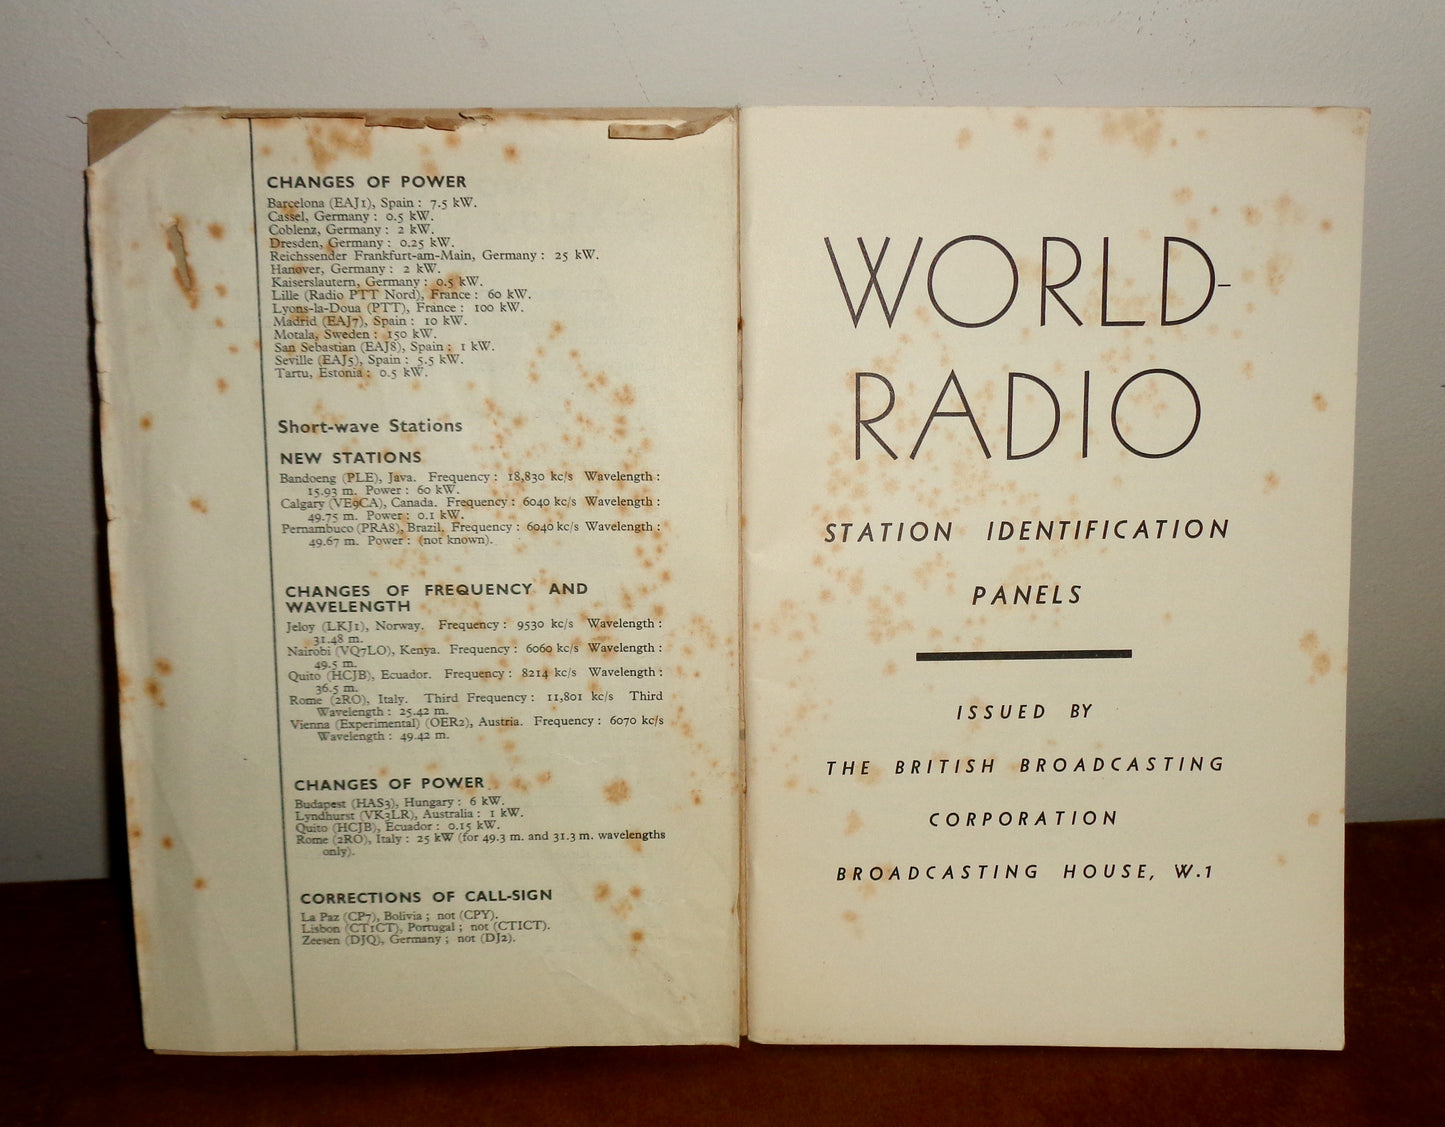 CHANGES OF POWER
Barcelona (EAJ1), Spain : 7.5 kW.
Cassel, Germany : 0.5 kW.
Coblenz, Germany : 2 kW.
Dresden, Germany : 0.25 kW.
Reichssender Frankfurt-am-Main, Germany : 25 kW.
Hanover, Germany : 2 kW.
Kaiserslautern, Germany : 0.5 kW.
Lille (Radio PTT Nord), France : 60 kW.
Lyons-la-Doua (PTT), France : 100 kW.
Madrid (EAJ7), Spain : 10 kW.
Motala, Sweden : 150 kW.
San Sebastian (EAJ8), Spain : 1 kW.
Seville (EAJ5), Spain : 5.5 kW.
Tartu, Estonia : 0.5 kW.
Short-wave Stations
NEW STATIONS
Bandoeng (PLE), Java. Frequency : 18,830 kc/s Wavelength :
15.93 m. Power : 60 kW.
Calgary (VE9CA), Canada. Frequency : 6040 kc/s Wavelength :
49.75 m. Power : 0.1 kW.
Pernambuco (PRA8), Brazil. Frequency : 6040 kc/s Wavelength :
49.67 m. Power : (not known).
CHANGES OF FREQUENCY AND
WAVELENGTH
Jeloy (LKJ1), Norway. Frequency : 9530 kc/s Wavelength :
31.48 m.
Nairobi (VQ7LO), Kenya. Frequency : 6060 kc/s Wavelength :
49.5 m.
Quito (HCJB), Ecuador. Frequency : 8214 kc/s Wavelength :
36.5 m.
Rome (2RO), Italy. Third Frequency : 11,801 kc/s Third
Wavelength : 25.42 m.
Vienna (Experimental) (OER2), Austria. Frequency : 6070 kc/s
Wavelength : 49.42 m.
CHANGES OF POWER
Budapest (HAS3), Hungary : 6 kW.
Lyndhurst (VK3LR), Australia : 1 kW.
Quito (HCJB), Ecuador : 0.15 kW.
Rome (2RO), Italy : 25 kW (for 49.3 m. and 31.3 m. wavelengths
only).
CORRECTIONS OF CALL-SIGN
La Paz (CP7), Bolivia ; not (CPY).
Lisbon (CT1CT), Portugal ; not (CTICT).
Zeesen (DJQ), Germany ; not (DJ2).
WORLD-
RADIO
STATION IDENTIFICATION
PANELS
ISSUED BY
THE BRITISH BROADCASTING
CORPORATION
BROADCASTING HOUSE, W.1